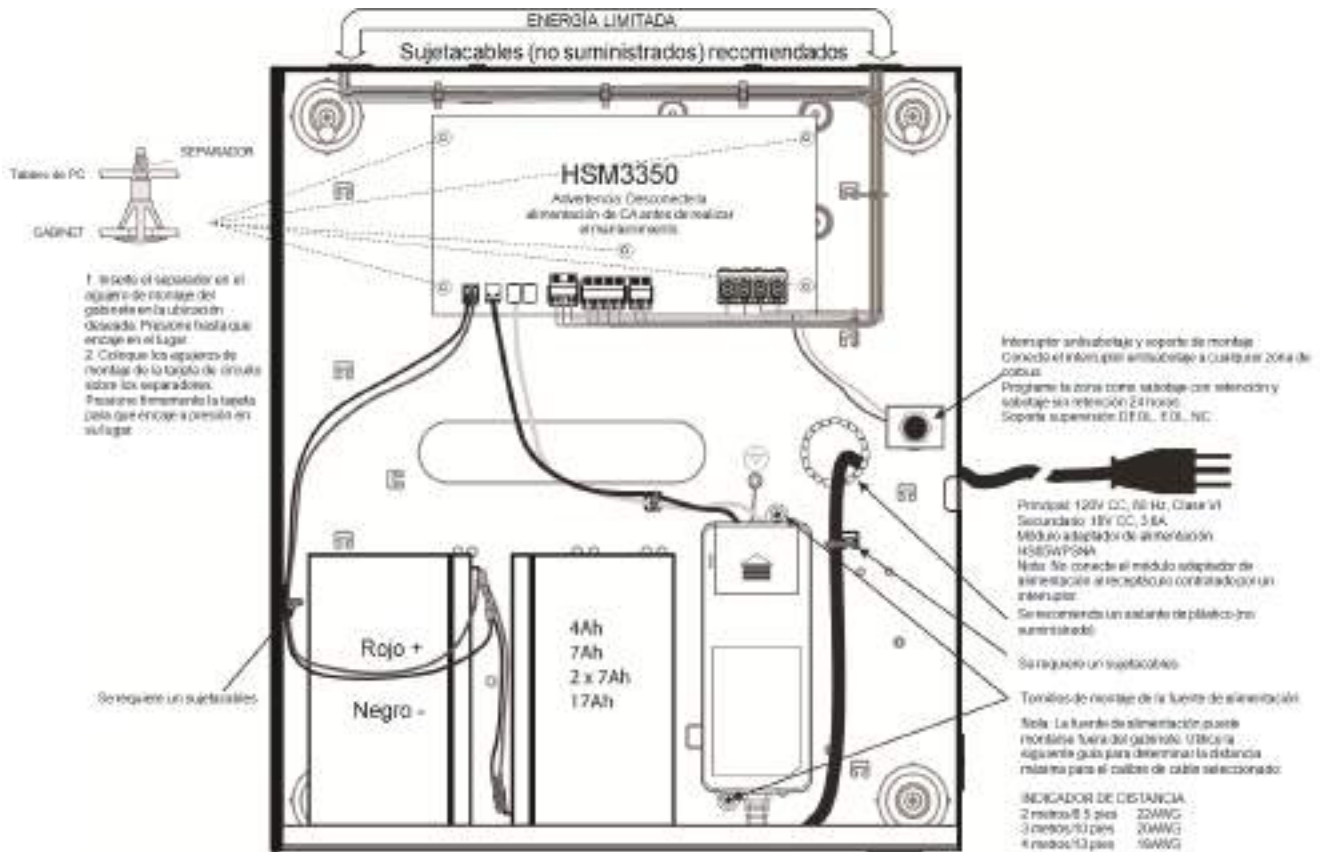 ENERGÍA LIMITADA
Sujetacables (no suministrados) recomendados
SEPARADOR
Tablero de PC
GABINET
HSM3350
Advertencia: Desconecte la
alimentación de CA antes de realizar
el mantenimiento.
1. Inserte el separador en el
agujero de montaje del
gabinete en la ubicación
deseada. Presione hasta que
encaje en el lugar.
2. Coloque los agujeros de
montaje de la tarjeta de circuito
sobre los separadores.
Presione firmemente la tarjeta
para que encaje a presión en
su lugar.
Interruptor antisabotaje y soporte de montaje
Conecte el interruptor antisabotaje a cualquier zona de
corbus.
Programe la zona como sabotaje con retención y
sabotaje sin retención 24 horas.
Soporta supervisión DEOL, EOL, NC.
Principal: 120V CC, 60 Hz, Clase VI
Secundario: 18V CC, 3.6A
Módulo adaptador de alimentación
HS65WPSNA
Nota: No conecte el módulo adaptador de
alimentación al receptáculo controlado por un
interruptor.
Se recomienda un aislante de plástico (no
suministrado)
Se requiere un sujetacables
Tornillos de montaje de la fuente de alimentación
Nota: La fuente de alimentación puede
montarse fuera del gabinete. Utilice la
siguiente guía para determinar la distancia
máxima para el calibre de cable seleccionado:
INDICADOR DE DISTANCIA
2 metros/6.5 pies 22AWG
3 metros/10 pies 20AWG
4 metros/13 pies 18AWG
Rojo +
Negro -
4Ah
7Ah
2 x 7Ah
17Ah
Se requiere un sujetacables